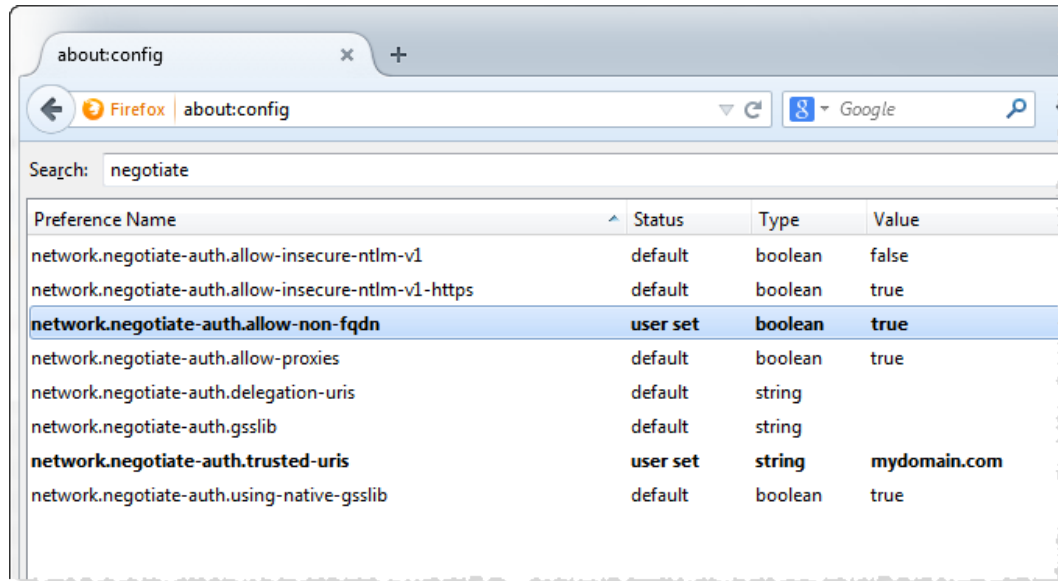 about:config
Firefox about:config Google
Search: negotiate
Preference Name Status Type Value
network.negotiate-auth.allow-insecure-ntlm-v1 default boolean false
network.negotiate-auth.allow-insecure-ntlm-v1-https default boolean true
network.negotiate-auth.allow-non-fqdn user set boolean true
network.negotiate-auth.allow-proxies default boolean true
network.negotiate-auth.delegation-uris default string
network.negotiate-auth.gsslib default string
network.negotiate-auth.trusted-uris user set string mydomain.com
network.negotiate-auth.using-native-gsslib default boolean true